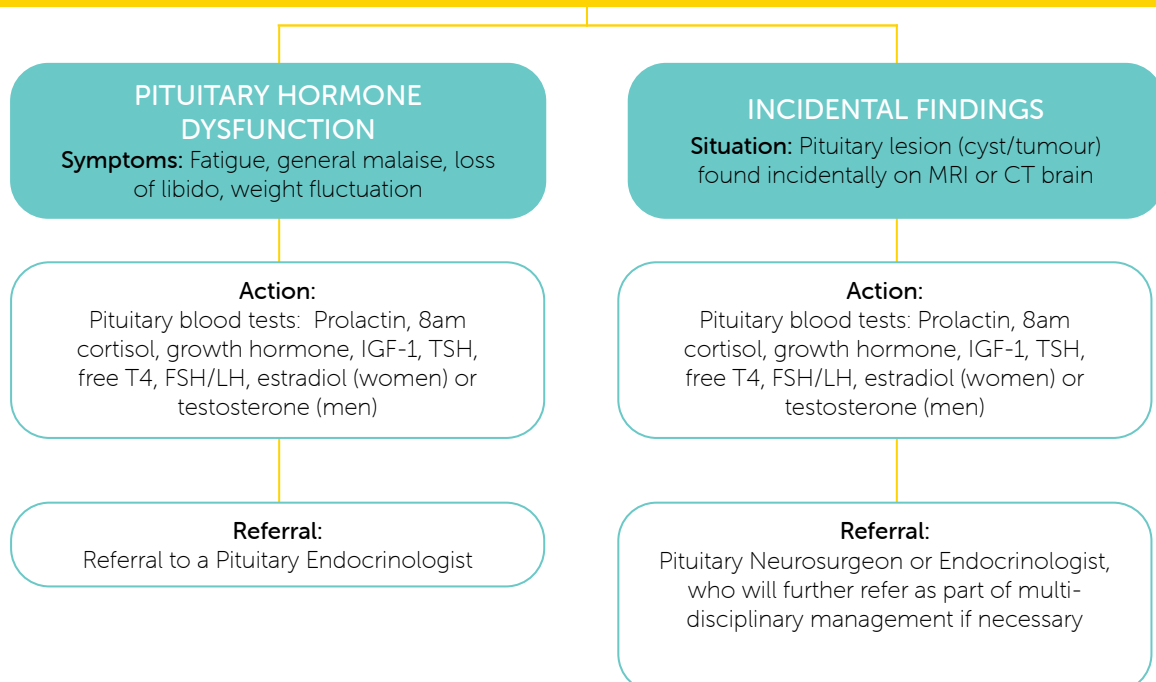 PITUITARY HORMONE
DYSFUNCTION
Symptoms: Fatigue, general malaise, loss
of libido, weight fluctuation
Action:
Pituitary blood tests:  Prolactin, 8am
cortisol, growth hormone, IGF-1, TSH,
free T4, FSH/LH, estradiol (women) or
testosterone (men)
Referral:
Referral to a Pituitary Endocrinologist
INCIDENTAL FINDINGS
Situation: Pituitary lesion (cyst/tumour)
found incidentally on MRI or CT brain
Action:
Pituitary blood tests: Prolactin, 8am
cortisol, growth hormone, IGF-1, TSH,
free T4, FSH/LH, estradiol (women) or
testosterone (men)
Referral:
Pituitary Neurosurgeon or Endocrinologist,
who will further refer as part of multi-
disciplinary management if necessary